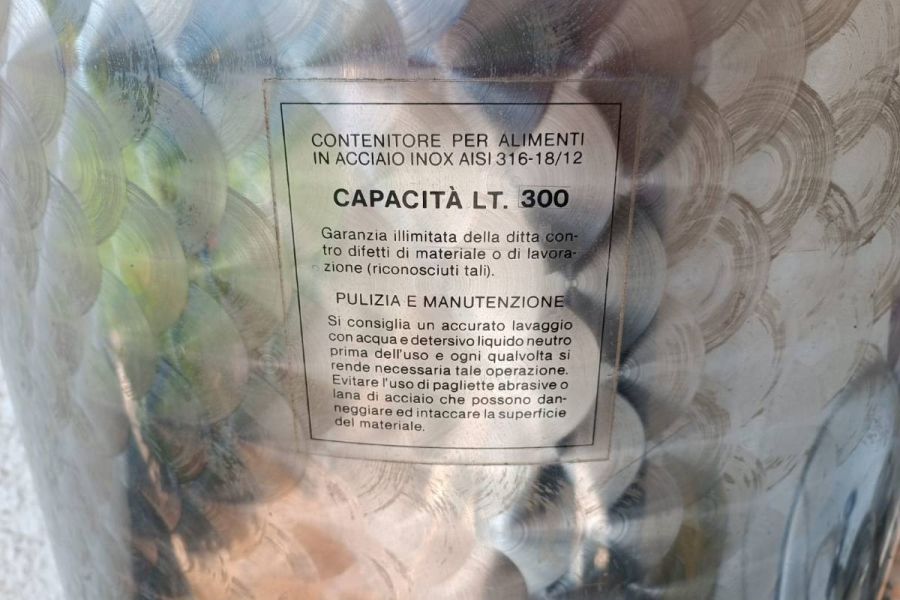 CONTENITORE PER ALIMENTI
IN ACCIAIO INOX AISI 316-18/12
CAPACITÀ LT. 300
Garanzia illimitata della ditta con-
tro difetti di materiale o di lavora-
zione (riconosciuti tali).
PULIZIA E MANUTENZIONE
Si consiglia un accurato lavaggio
con acqua e detersivo liquido neutro
prima dell'uso e ogni qualvolta si
rende necessaria tale operazione.
Evitare l'uso di pagliette abrasive o
lana di acciaio che possono dan-
neggiare ed intaccare la superficie
del materiale.